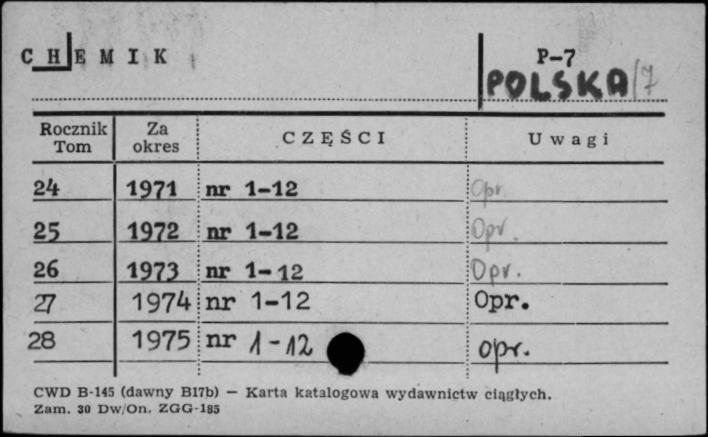 CHEMIK P-7
POLSKA/7
Rocznik Tom Za okres CZĘŚCI Uwagi
24 1971 nr 1-12 Opr.
25 1972 nr 1-12 Opr.
26 1973 nr 1-12 Opr.
27 1974 nr 1-12 Opr.
28 1975 nr 1-12 opr.
CWD B-145 (dawny B17b) — Karta katalogowa wydawnictw ciągłych.
Zam. 30 Dw/On. ZGG-185